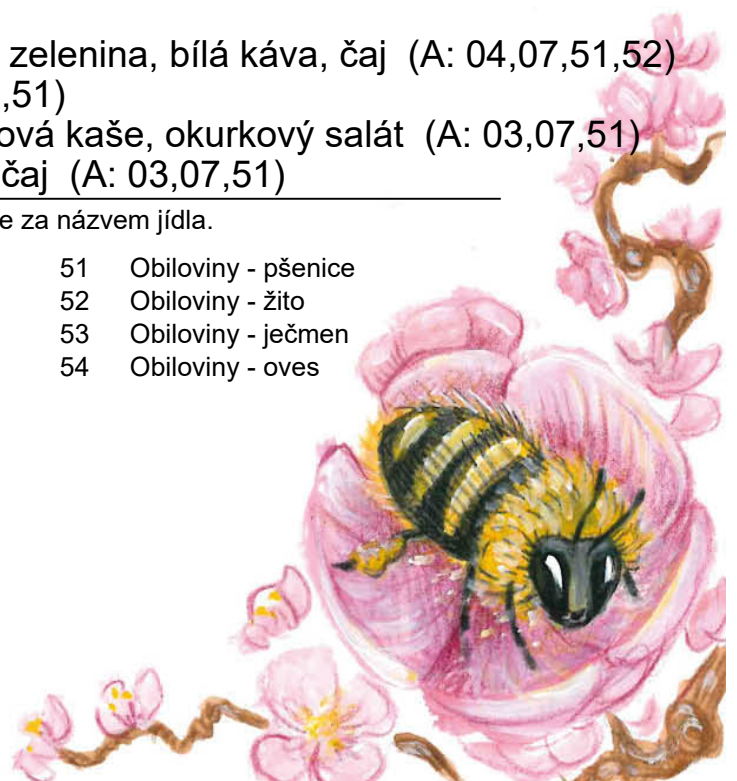 zelenina, bílá káva, čaj (A: 04,07,51,52)
,51)
ová kaše, okurkový salát (A: 03,07,51)
čaj (A: 03,07,51)
e za názvem jídla.
51 Obiloviny - pšenice
52 Obiloviny - žito
53 Obiloviny - ječmen
54 Obiloviny - oves